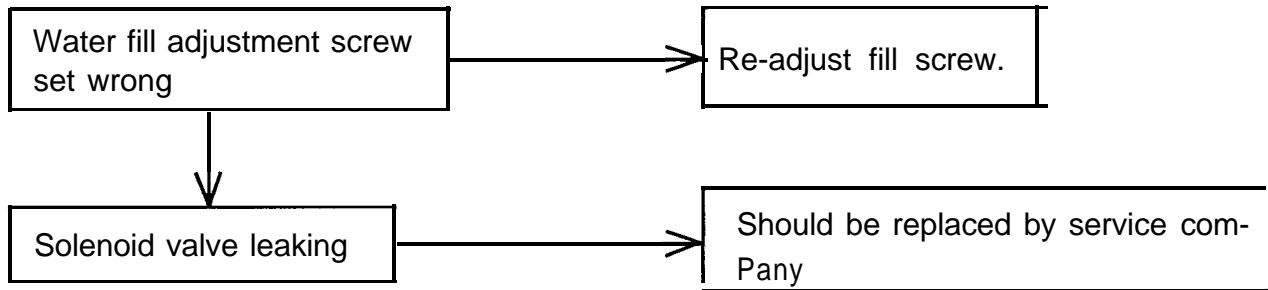 Water fill adjustment screw
set wrong
Re-adjust fill screw.
Solenoid valve leaking
Should be replaced by service com-
Pany